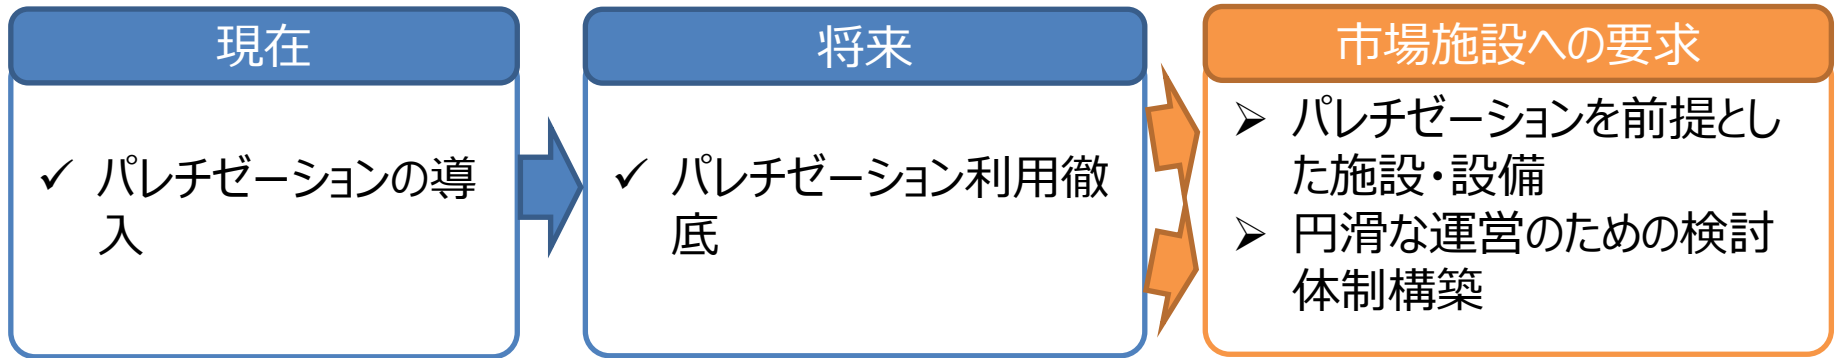 現在
✓ パレチゼーションの導
入
将来
✓ パレチゼーション利用徹
底
市場施設への要求
➢ パレチゼーションを前提とし
た施設・設備
➢ 円滑な運営のための検討
体制構築